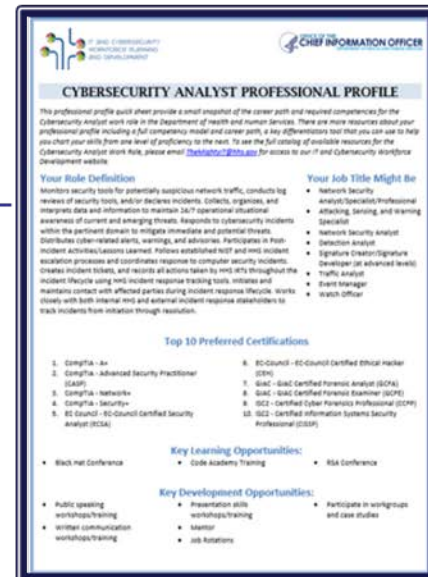 IT AND CYBERSECURITY
WORKFORCE PLANNING
AND DEVELOPMENT
OFFICE OF THE
CHIEF INFORMATION OFFICER
CYBERSECURITY ANALYST PROFESSIONAL PROFILE
This professional profile quick sheet provide a small snapshot of the career path and required competencies for the
Cybersecurity Analyst work role in the Department of Health and Human Services. There are more resources about your
professional profile including a full competency model and career path, a key differentiators tool that you can use to help
you chart your skills from one level of proficiency to the next. To see the full catalog of available resources for the
Cybersecurity Analyst Work Role, please email TheMightyIT@hhs.gov for access to our IT and Cybersecurity Workforce
Development website.
Your Role Definition
Monitors security tools for potentially suspicious network traffic, conducts log
reviews of security tools, and/or declares incidents. Collects, organizes, and
interprets data and information to maintain 24/7 operational situational
awareness of current and emerging threats. Responds to cybersecurity incidents
within the pertinent domain to mitigate immediate and potential threats.
Distributes cyber-related alerts, warnings, and advisories. Participates in Post-
Incident Activities/Lessons Learned. Follows established NIST and HHS incident
escalation processes and coordinates response to computer security incidents.
Creates incident tickets, and records all actions taken by HHS IRTs throughout the
incident lifecycle using HHS incident response tracking tools. Initiates and
maintains contact with affected parties during incident response lifecycle. Works
closely with both internal HHS and external incident response stakeholders to
track incidents from initiation through resolution.
Your Job Title Might Be
• Network Security
Analyst/Specialist/Professional
• Attacking, Sensing, and Warning
Specialist
• Network Security Analyst
• Detection Analyst
• Signature Creator/Signature
Developer (at advanced levels)
• Traffic Analyst
• Event Manager
• Watch Officer
Top 10 Preferred Certifications
1. CompTIA - A+
2. CompTIA - Advanced Security Practitioner
(CASP)
3. CompTIA - Network+
4. CompTIA - Security+
5. EC Council - EC-Council Certified Security
Analyst (ECSA)
6. EC-Council - EC-Council Certified Ethical Hacker
(CEH)
7. GIAC - GIAC Certified Forensic Analyst (GCFA)
8. GIAC - GIAC Certified Forensic Examiner (GCFE)
9. ISC2 - Certified Cyber Forensics Professional (CCFP)
10. ISC2 - Certified Information Systems Security
Professional (CISSP)
Key Learning Opportunities:
• Black Hat Conference
• Code Academy Training
• RSA Conference
Key Development Opportunities:
• Public speaking
workshops/training
• Written communication
workshops/training
• Presentation skills
workshops/training
• Mentor
• Job Rotations
• Participate in workgroups
and case studies